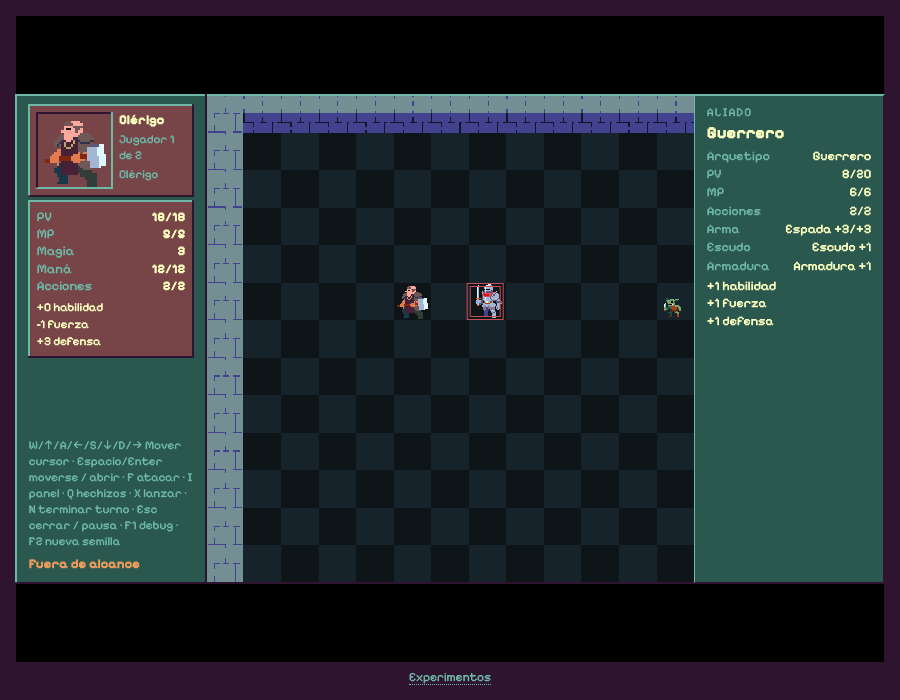 Clérigo
Jugador 1
de 2
Clérigo
PV 18/18
MP 9/9
Magia 3
Maná 18/18
Acciones 2/2
+0 habilidad
-1 fuerza
+3 defensa
W/↑/A/←/S/↓/D/→ Mover
cursor · Espacio/Enter
moverse / abrir · F atacar · I
panel · Q hechizos · X lanzar ·
N terminar turno · Esc
cerrar / pausa · F1 debug ·
F2 nueva semilla
Fuera de alcance
ALIADO
Guerrero
Arquetipo Guerrero
PV 8/20
MP 6/6
Acciones 2/2
Arma Espada +3/+3
Escudo Escudo +1
Armadura Armadura +1
+1 habilidad
+1 fuerza
+1 defensa
Experimentos